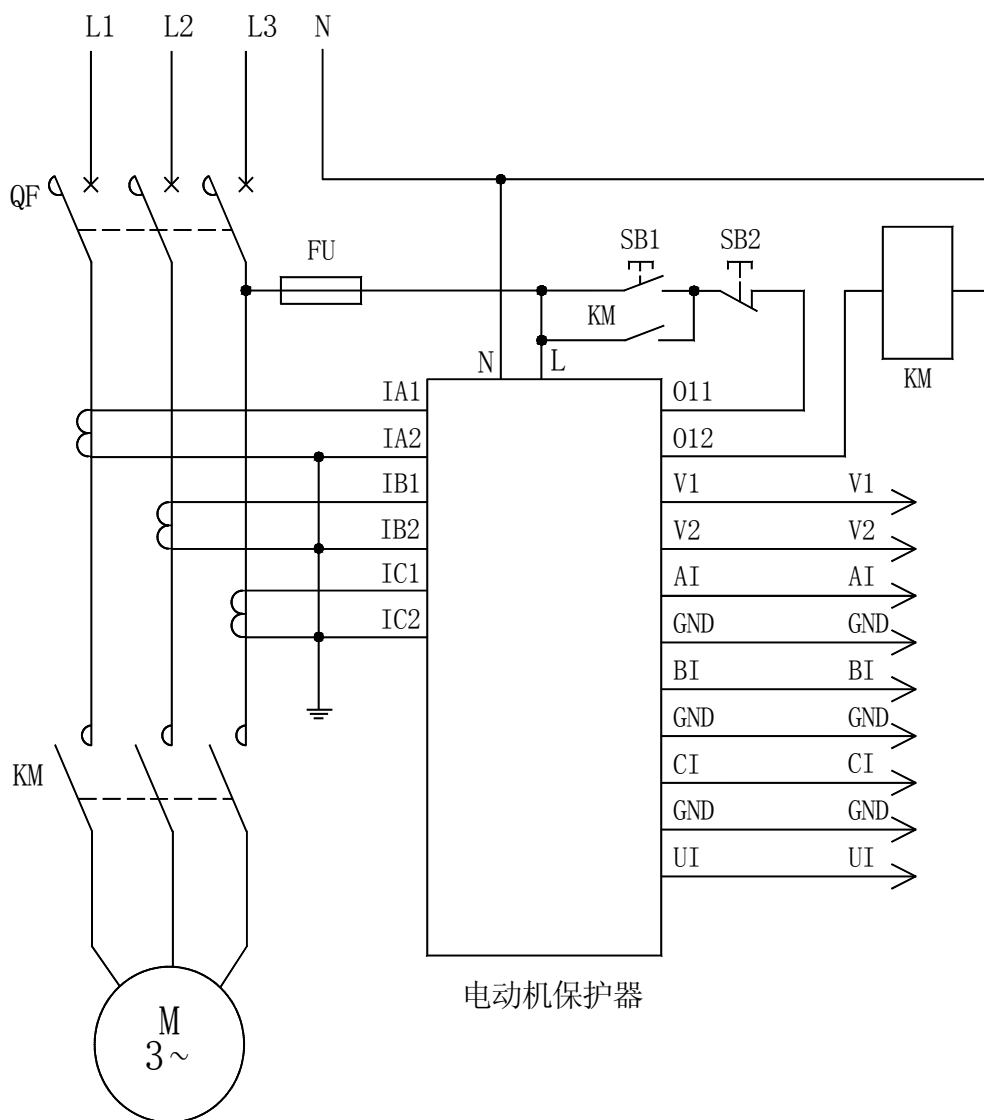 L1 L2 L3 N
QF
SB1 SB2
FU
KM
N L
KM
IA1 O11
IA2 O12
IB1 V1 V1
IB2 V2 V2
IC1 AI AI
IC2 GND GND
BI BI
GND GND
KM CI CI
GND GND
UI UI
电动机保护器
M
3~